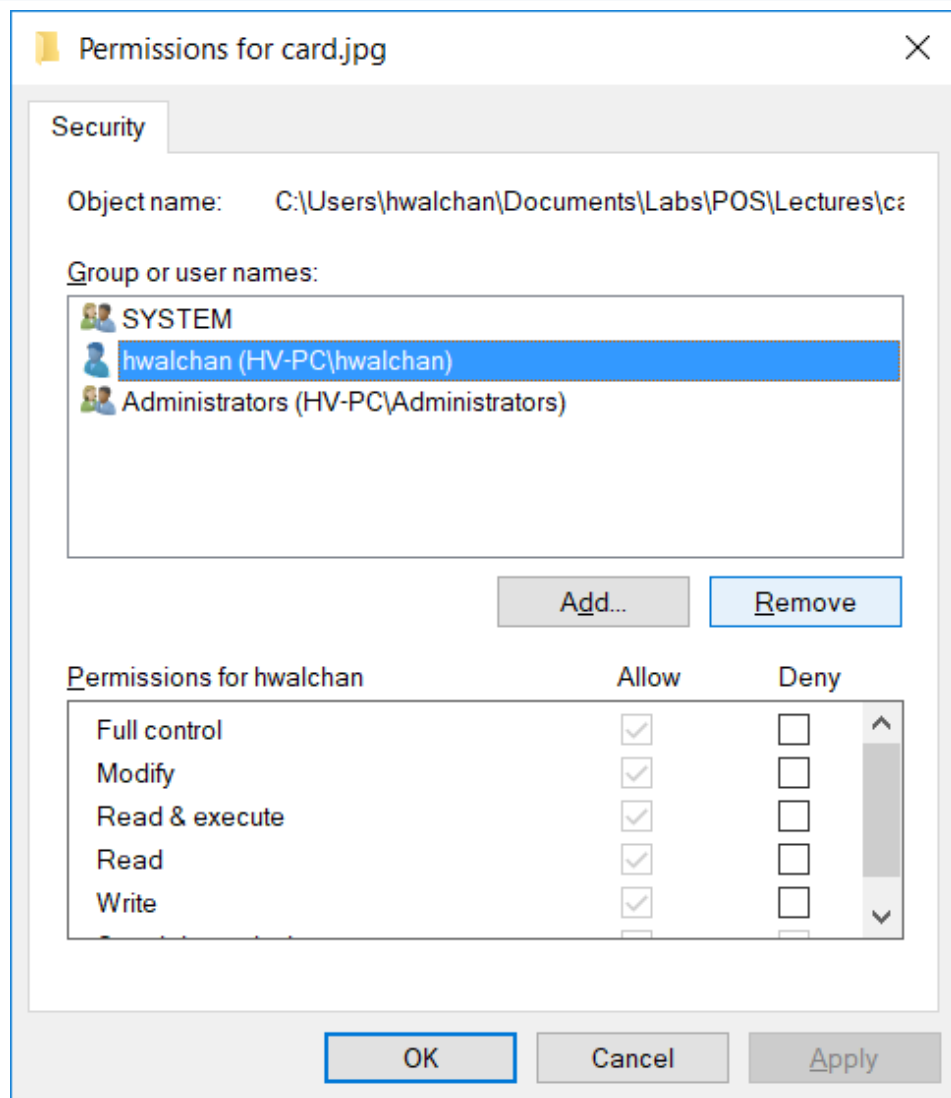 Permissions for card.jpg
Security
Object name: C:\Users\hwalchan\Documents\Labs\POS\Lectures\ca
Group or user names:
SYSTEM
hwalchan (HV-PC\hwalchan)
Administrators (HV-PC\Administrators)
Add... Remove
Permissions for hwalchan Allow Deny
Full control
Modify
Read & execute
Read
Write
OK Cancel Apply